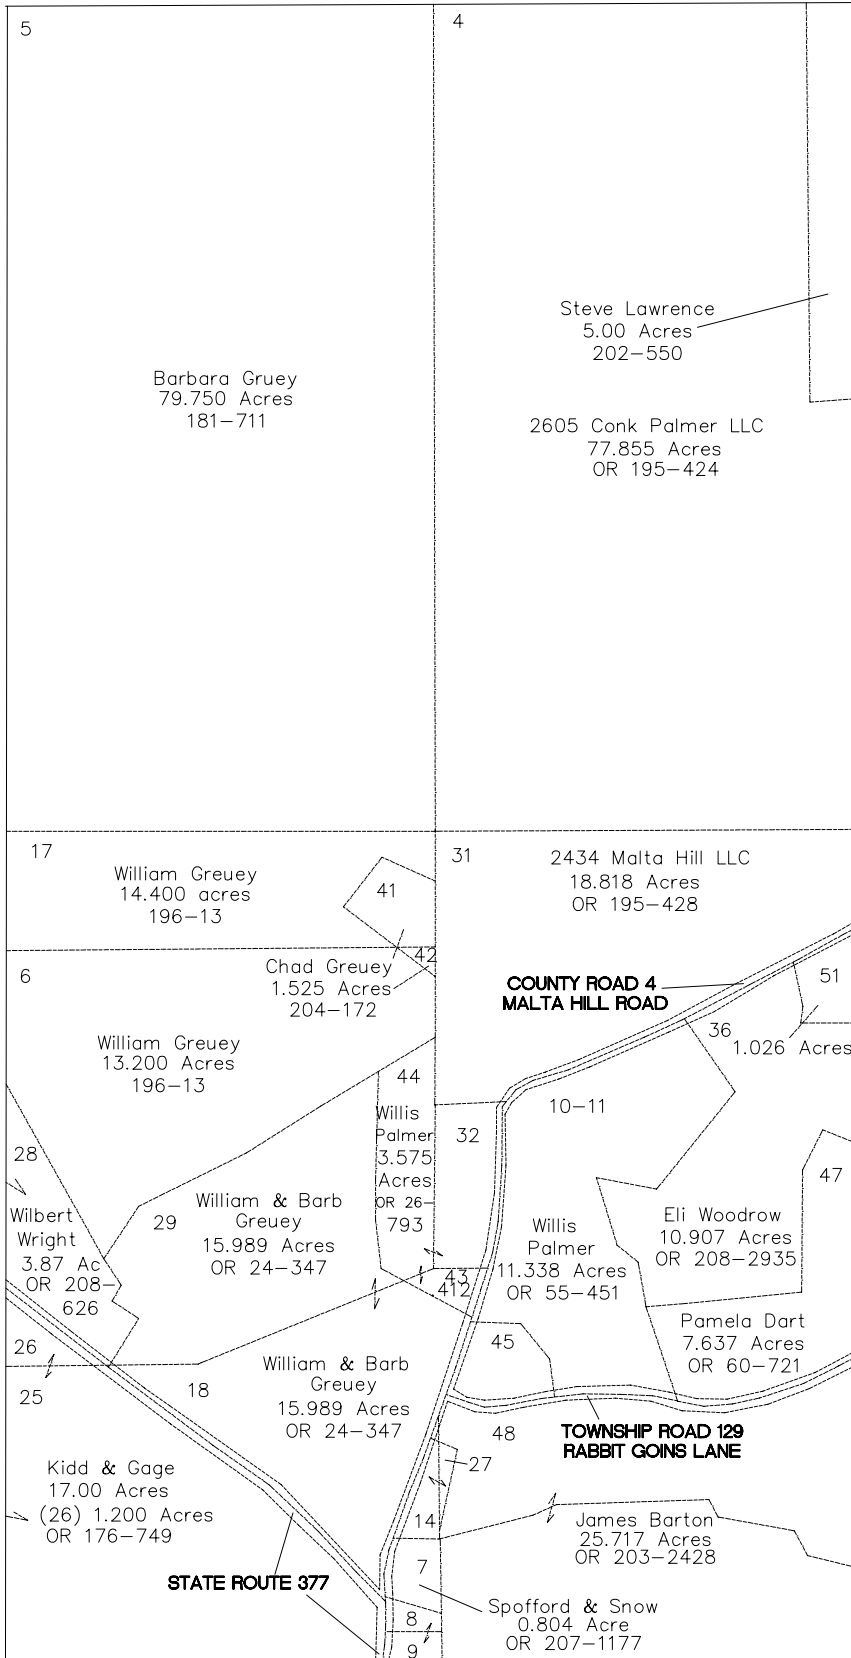 5
4
Steve Lawrence
5.00 Acres
202-550
Barbara Gruey
79.750 Acres
181-711
2605 Conk Palmer LLC
77.855 Acres
OR 195-424
17
William Greuey
14.400 acres
196-13
41
31
2434 Malta Hill LLC
18.818 Acres
OR 195-428
42
6
Chad Greuey
1.525 Acres
204-172
COUNTY ROAD 4
MALTA HILL ROAD
51
36
1.026 Acres
William Greuey
13.200 Acres
196-13
44
10-11
Willis
Palmer
3.575
Acres
OR 26-
793
32
28
Wilbert
Wright
3.87 Ac
OR 208-
626
29
William & Barb
Greuey
15.989 Acres
OR 24-347
47
Willis
Palmer
11.338 Acres
OR 55-451
Eli Woodrow
10.907 Acres
OR 208-2935
43
412
Pamela Dart
7.637 Acres
OR 60-721
45
26
25
18
William & Barb
Greuey
15.989 Acres
OR 24-347
48
TOWNSHIP ROAD 129
RABBIT GOINS LANE
27
Kidd & Gage
17.00 Acres
(26) 1.200 Acres
OR 176-749
14
James Barton
25.717 Acres
OR 203-2428
7
STATE ROUTE 377
8
Spofford & Snow
0.804 Acre
OR 207-1177
9